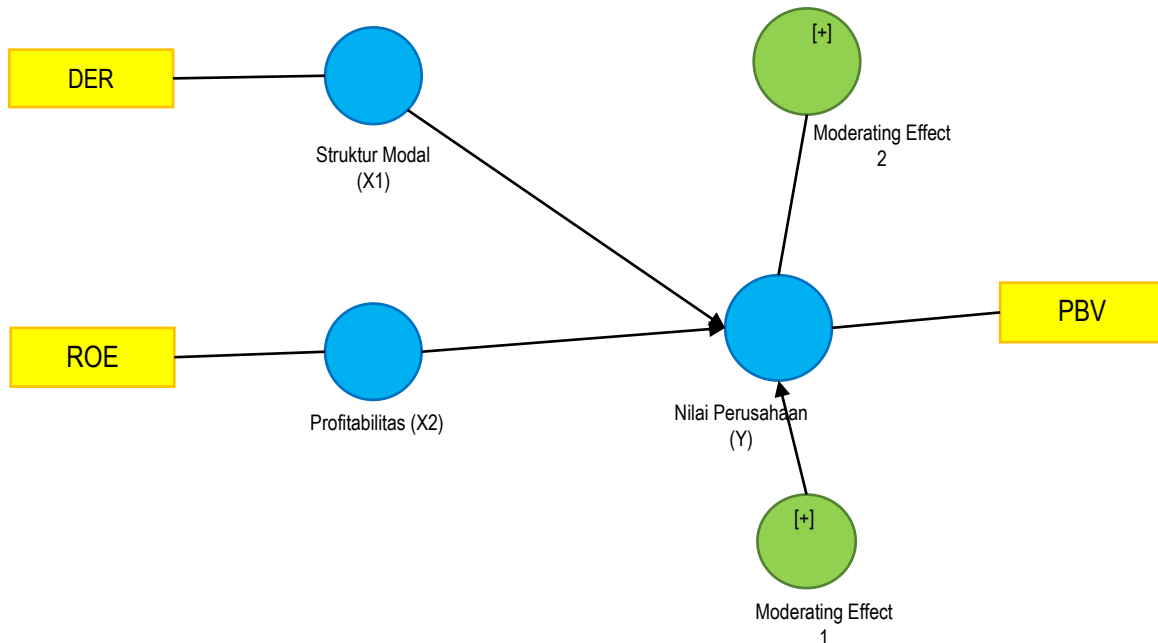 [+]
DER
Moderating Effect
2
Struktur Modal
(X1)
PBV
ROE
Profitabilitas (X2)
Nilai Perusahaan
(Y)
[+]
Moderating Effect
1